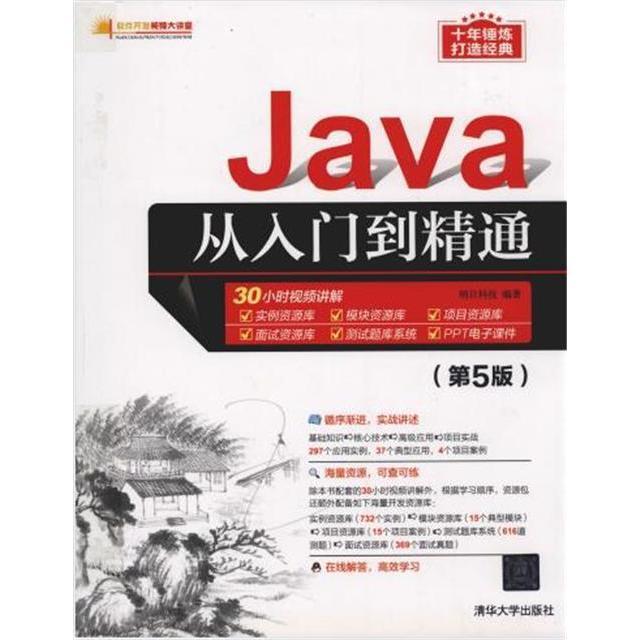 软件开发视频大讲堂
十年锤炼
打造经典
Java
从入门到精通
30小时视频讲解
明日科技 编著
实例资源库 模块资源库 项目资源库
面试资源库 测试题库系统 PPT电子课件
（第5版）
循序渐进，实战讲述
基础知识 核心技术 高级应用 项目实战
297个应用实例，37个典型应用，4个项目案例
海量资源，可查可练
除本书配套的30小时视频讲解外，根据学习顺序，资源包
还额外配备如下海量开发资源库：
实例资源库（732个实例） 模块资源库（15个典型模块）
项目资源库（15个项目案例） 测试题库系统（616道
测题） 面试资源库（369个面试真题）
在线解答，高效学习
清华大学出版社